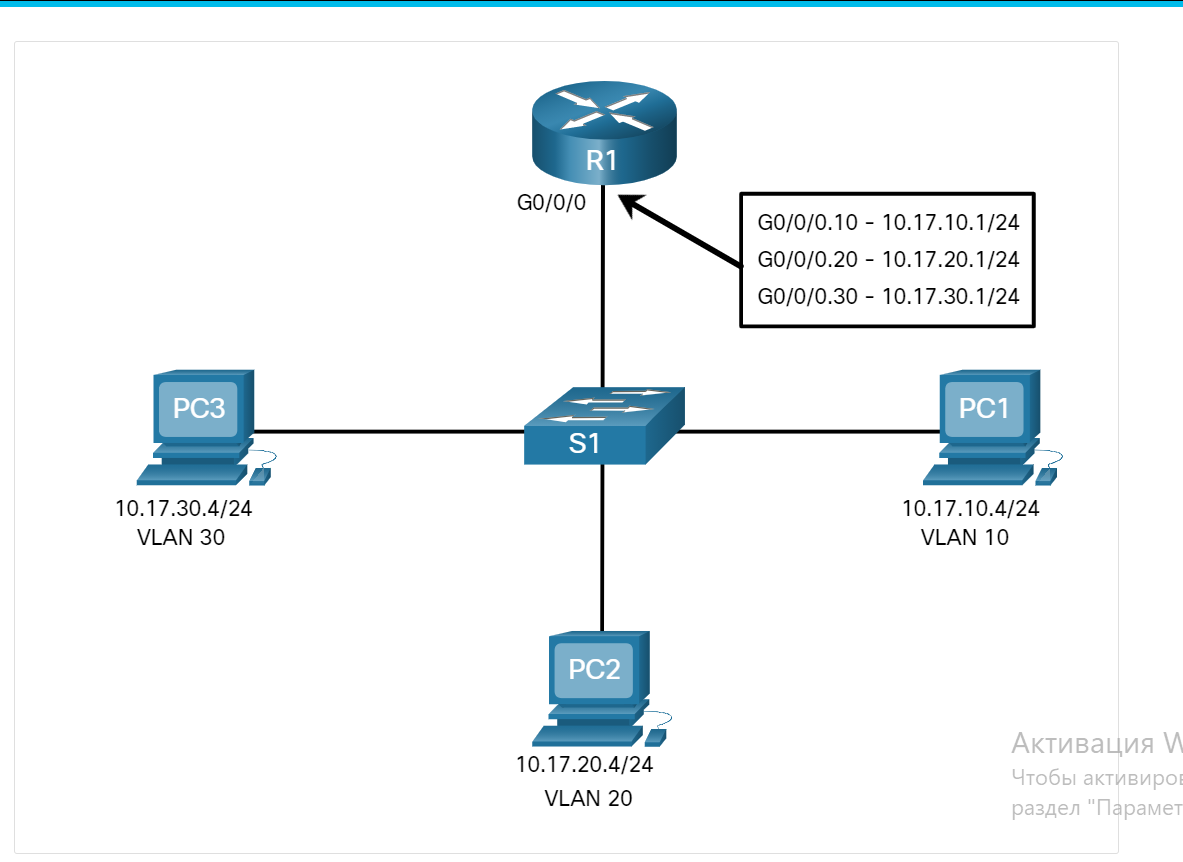 R1
G0/0/0
G0/0/0.10 - 10.17.10.1/24
G0/0/0.20 - 10.17.20.1/24
G0/0/0.30 - 10.17.30.1/24
PC3
S1
PC1
10.17.30.4/24
VLAN 30
10.17.10.4/24
VLAN 10
PC2
10.17.20.4/24
VLAN 20
Активация
Чтобы
раздел